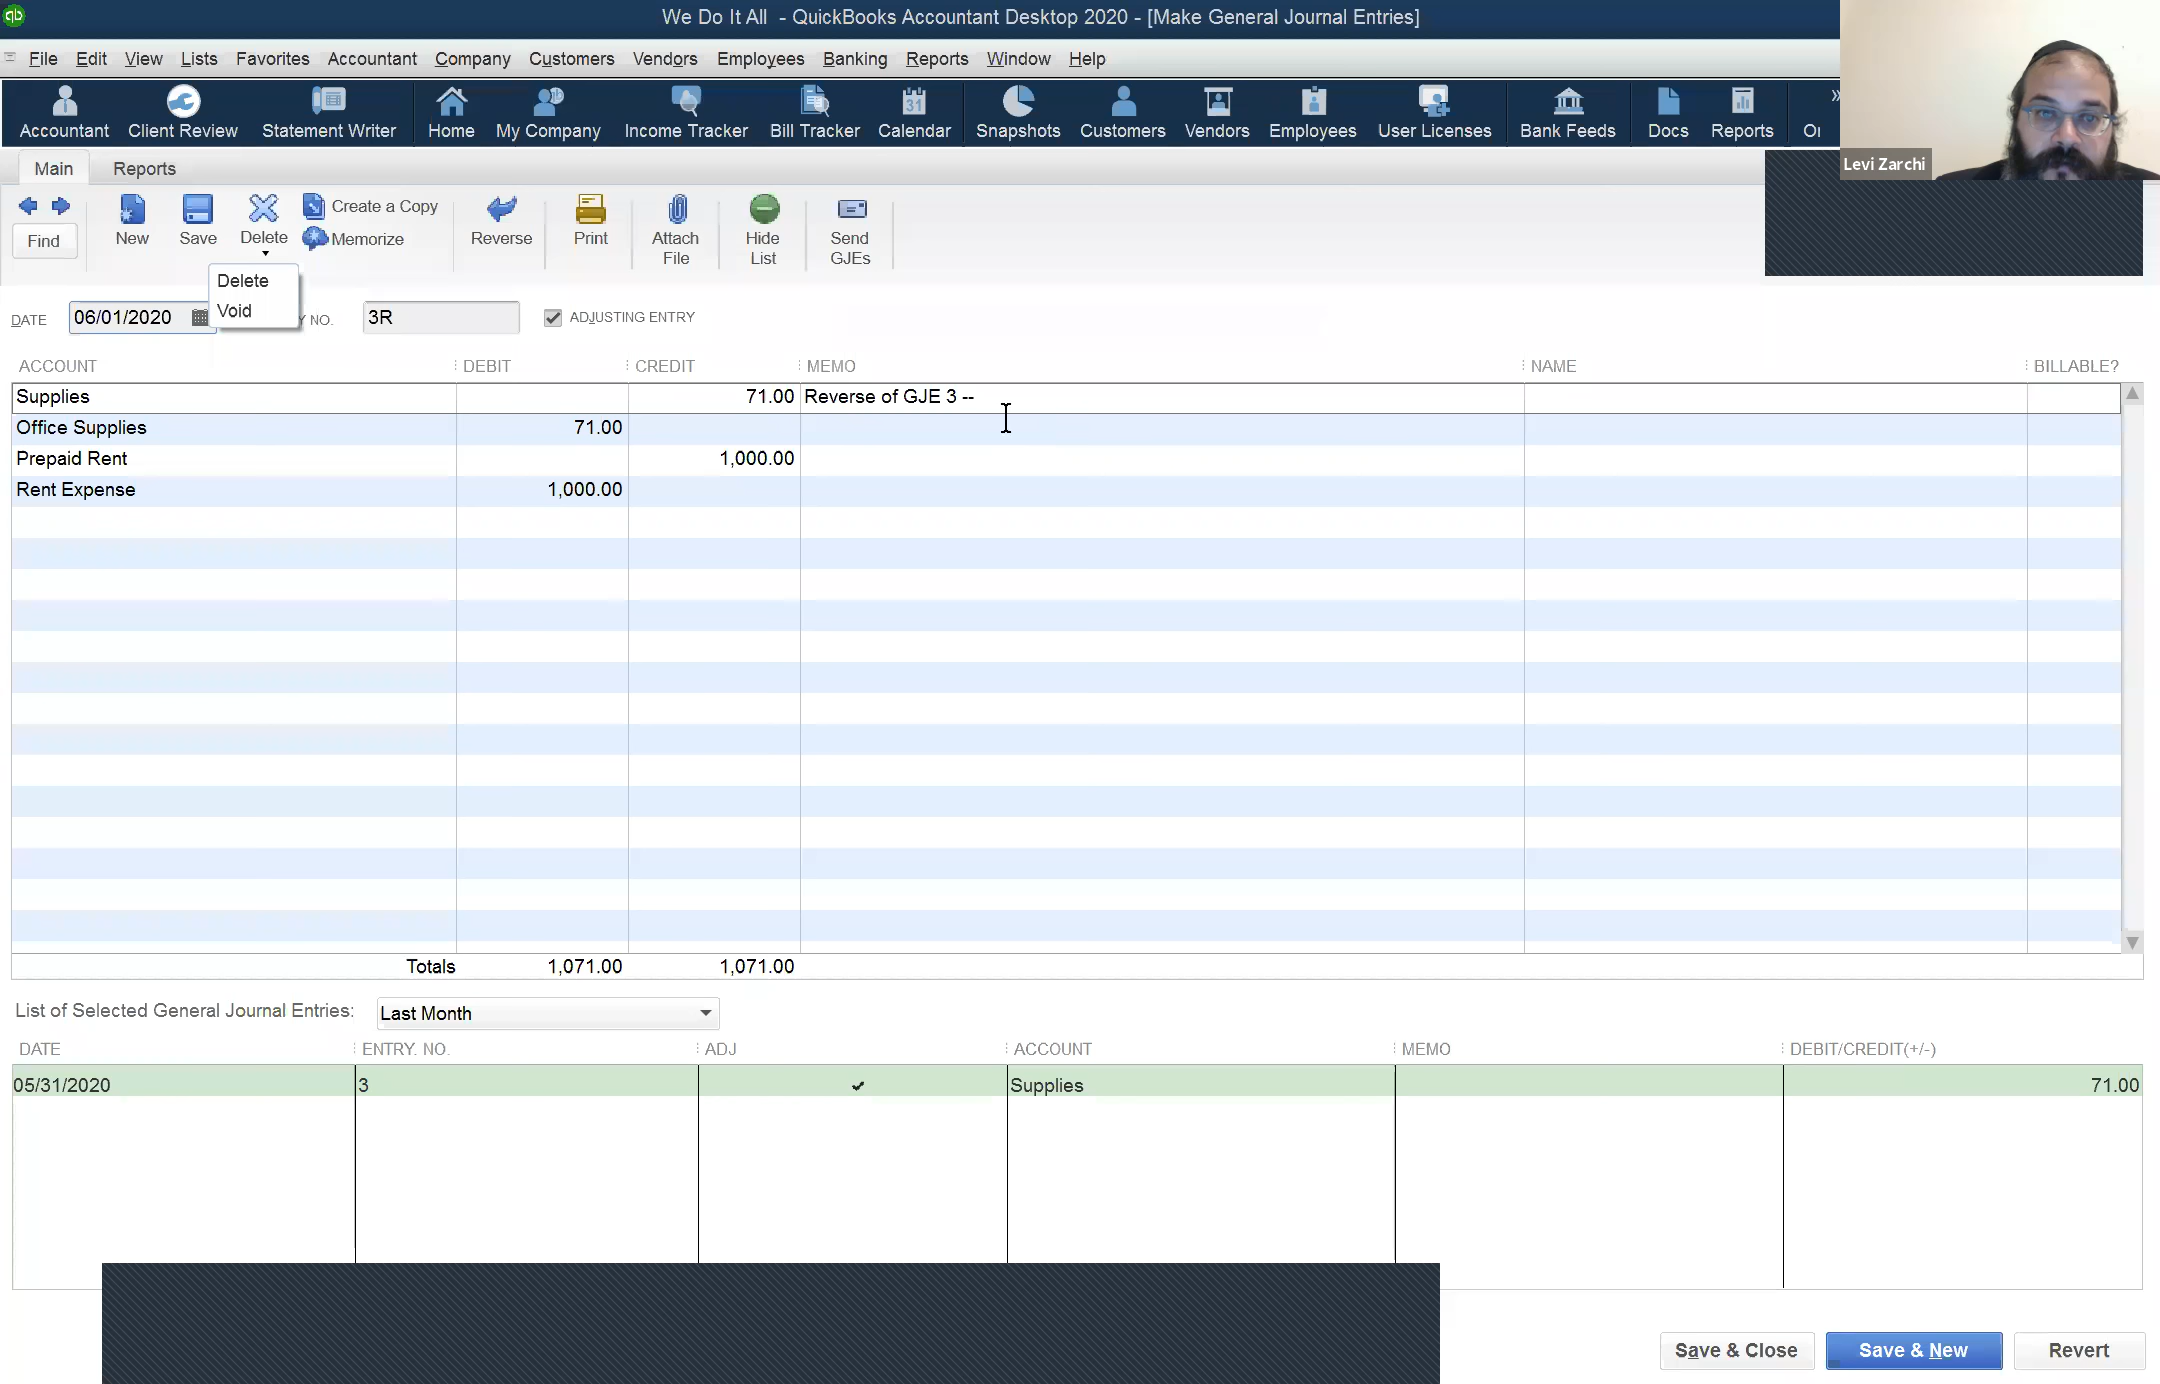 We Do It All - QuickBooks Accountant Desktop 2020 - [Make General Journal Entries]
File Edit View Lists Favorites Accountant Company Customers Vendors Employees Banking Reports Window Help
Accountant Client Review Statement Writer Home My Company Income Tracker Bill Tracker Calendar Snapshots Customers Vendors Employees User Licenses Bank Feeds Docs Reports
Levi Zarchi
Main Reports
Find New Save Delete Create a Copy Memorize Reverse Print Attach File Hide List Send GJEs
Delete
Void
DATE 06/01/2020 NO. 3R ADJUSTING ENTRY
ACCOUNT DEBIT CREDIT MEMO NAME BILLABLE?
Supplies 71.00 Reverse of GJE 3 --
Office Supplies 71.00
Prepaid Rent 1,000.00
Rent Expense 1,000.00
Totals 1,071.00 1,071.00
List of Selected General Journal Entries: Last Month
DATE ENTRY. NO. ADJ ACCOUNT MEMO DEBIT/CREDIT(+/-)
05/31/2020 3 Supplies 71.00
Save & Close Save & New Revert